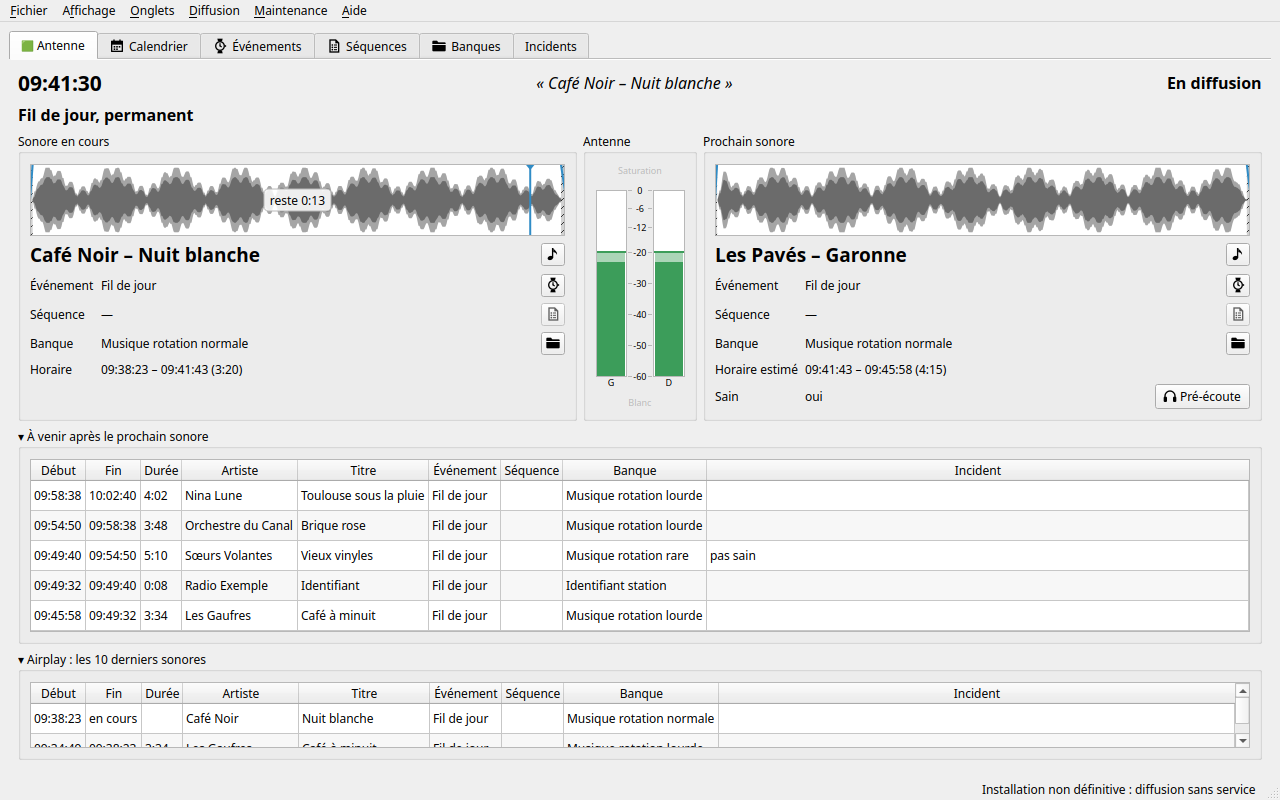 Fichier Affichage Onglets Diffusion Maintenance Aide
Antenne Calendrier Événements Séquences Banques Incidents
09:41:30 « Café Noir – Nuit blanche » En diffusion
Fil de jour, permanent
Sonore en cours Antenne Prochain sonore
reste 0:13
Saturation
0
-6
-12
-20
-30
-40
-50
-60
G D
Blanc
Café Noir – Nuit blanche
Événement Fil de jour
Séquence —
Banque Musique rotation normale
Horaire 09:38:23 – 09:41:43 (3:20)
Les Pavés – Garonne
Événement Fil de jour
Séquence —
Banque Musique rotation normale
Horaire estimé 09:41:43 – 09:45:58 (4:15)
Sain oui Pré-écoute
▾ À venir après le prochain sonore
Début Fin Durée Artiste Titre Événement Séquence Banque Incident
09:58:38 10:02:40 4:02 Nina Lune Toulouse sous la pluie Fil de jour Musique rotation lourde
09:54:50 09:58:38 3:48 Orchestre du Canal Brique rose Fil de jour Musique rotation lourde
09:49:40 09:54:50 5:10 Sœurs Volantes Vieux vinyles Fil de jour Musique rotation rare pas sain
09:49:32 09:49:40 0:08 Radio Exemple Identifiant Fil de jour Identifiant station
09:45:58 09:49:32 3:34 Les Gaufres Café à minuit Fil de jour Musique rotation lourde
▾ Airplay : les 10 derniers sonores
Début Fin Durée Artiste Titre Événement Séquence Banque Incident
09:38:23 en cours Café Noir Nuit blanche Fil de jour Musique rotation normale
Installation non définitive : diffusion sans service